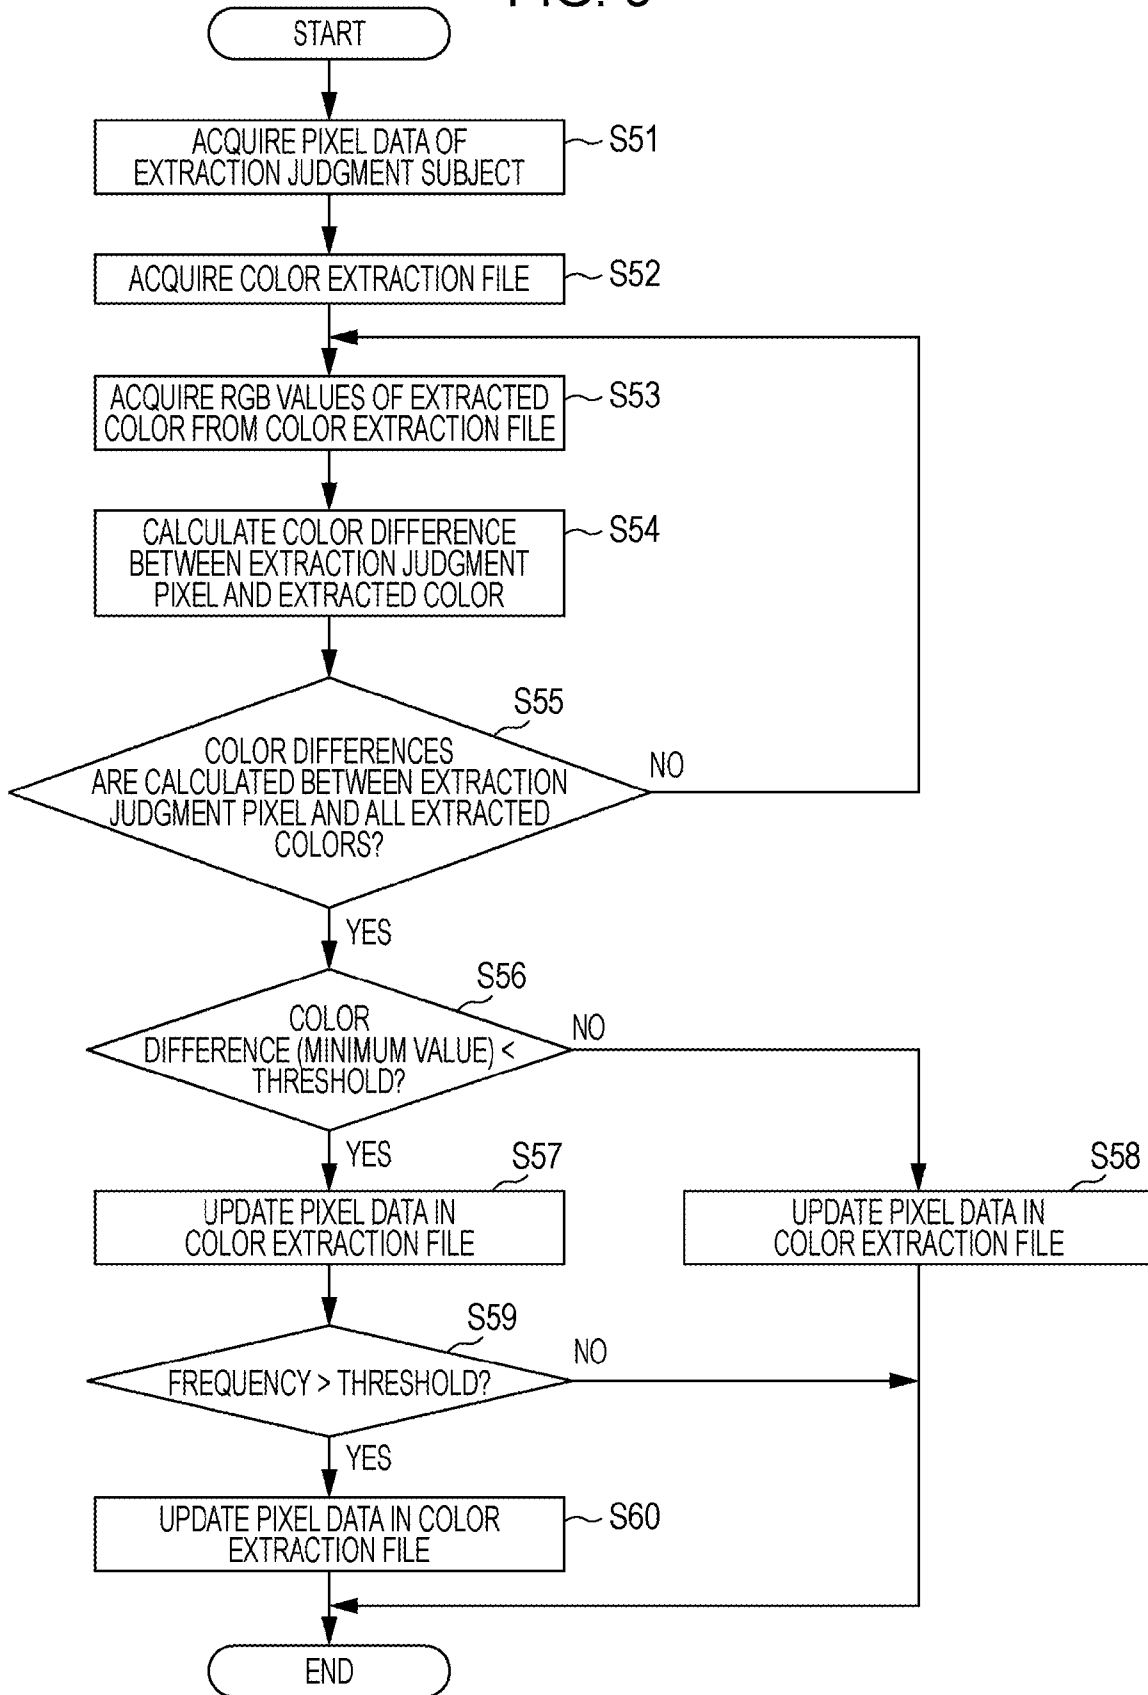 FIG.
START
ACQUIRE PIXEL DATA OF
EXTRACTION JUDGMENT SUBJECT
S51
ACQUIRE COLOR EXTRACTION FILE
S52
ACQUIRE RGB VALUES OF EXTRACTED
COLOR FROM COLOR EXTRACTION FILE
S53
CALCULATE COLOR DIFFERENCE
BETWEEN EXTRACTION JUDGMENT
PIXEL AND EXTRACTED COLOR
S54
S55
COLOR DIFFERENCES
ARE CALCULATED BETWEEN EXTRACTION
JUDGMENT PIXEL AND ALL EXTRACTED
COLORS?
NO
YES
S56
COLOR
DIFFERENCE (MINIMUM VALUE) <
THRESHOLD?
NO
YES
S57
UPDATE PIXEL DATA IN
COLOR EXTRACTION FILE
S58
UPDATE PIXEL DATA IN
COLOR EXTRACTION FILE
S59
FREQUENCY > THRESHOLD?
NO
YES
UPDATE PIXEL DATA IN COLOR
EXTRACTION FILE
S60
END